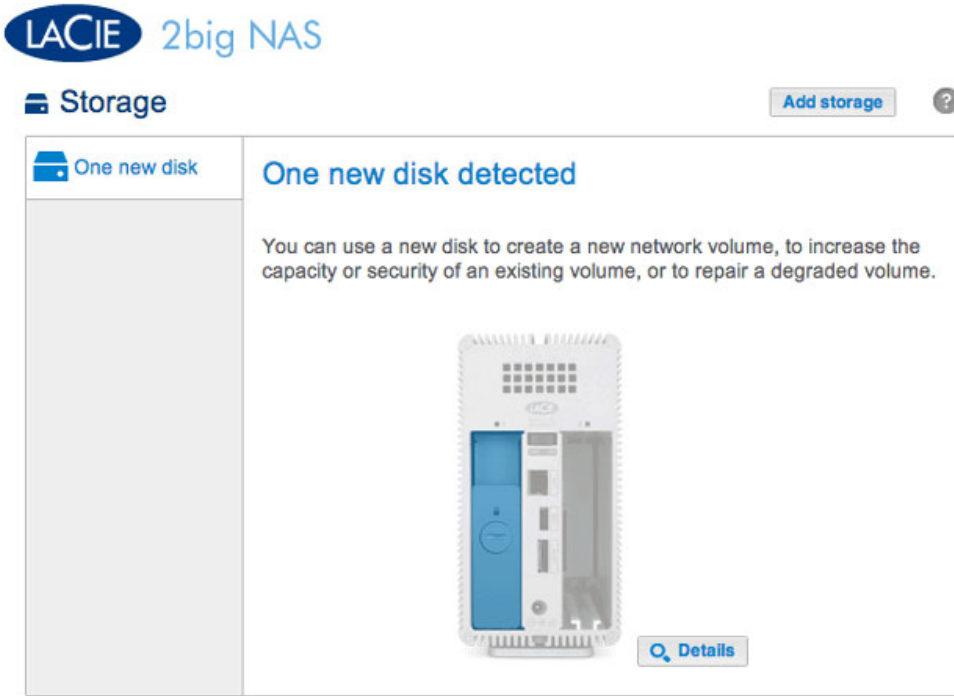 LACIE 2big NAS
Storage
Add storage
?
One new disk
One new disk detected
You can use a new disk to create a new network volume, to increase the
capacity or security of an existing volume, or to repair a degraded volume.
LACIE
Details